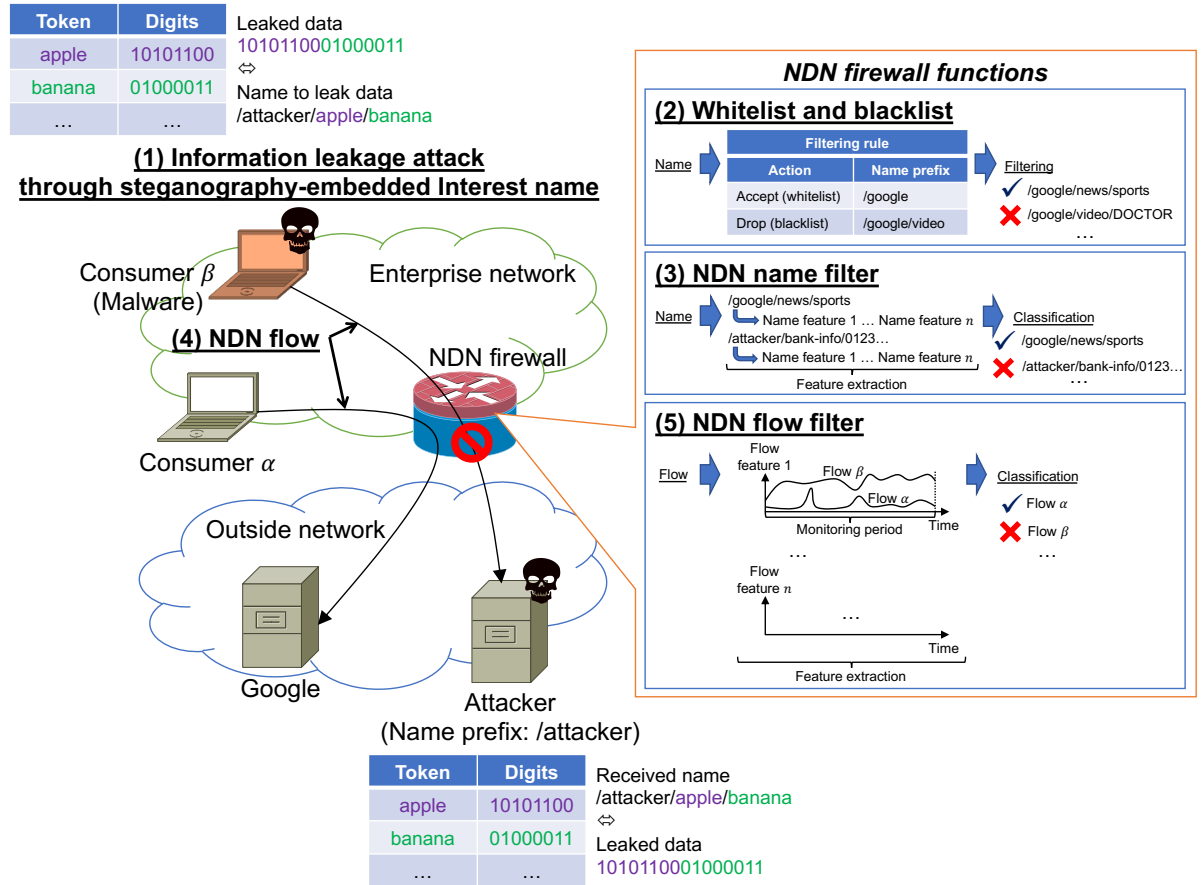 Token Digits
apple 10101100
banana 01000011
… …
Leaked data
1010110001000011
⇔
Name to leak data
/attacker/apple/banana
(1) Information leakage attack
through steganography-embedded Interest name
Consumer β
(Malware)
Enterprise network
(4) NDN flow
NDN firewall
Consumer α
Outside network
Google
Attacker
(Name prefix: /attacker)
Token Digits
apple 10101100
banana 01000011
… …
Received name
/attacker/apple/banana
⇔
Leaked data
1010110001000011
NDN firewall functions
(2) Whitelist and blacklist
Name
Filtering rule
Action Name prefix
Accept (whitelist) /google
Drop (blacklist) /google/video
Filtering
/google/news/sports
/google/video/DOCTOR
…
(3) NDN name filter
Name
/google/news/sports
Name feature 1 … Name feature n
/attacker/bank-info/0123…
Name feature 1 … Name feature n
Feature extraction
Classification
/google/news/sports
/attacker/bank-info/0123…
…
(5) NDN flow filter
Flow
Flow
feature 1
Flow β
Flow α
Time
Monitoring period
…
Flow
feature n
…
Time
Feature extraction
Classification
Flow α
Flow β
…